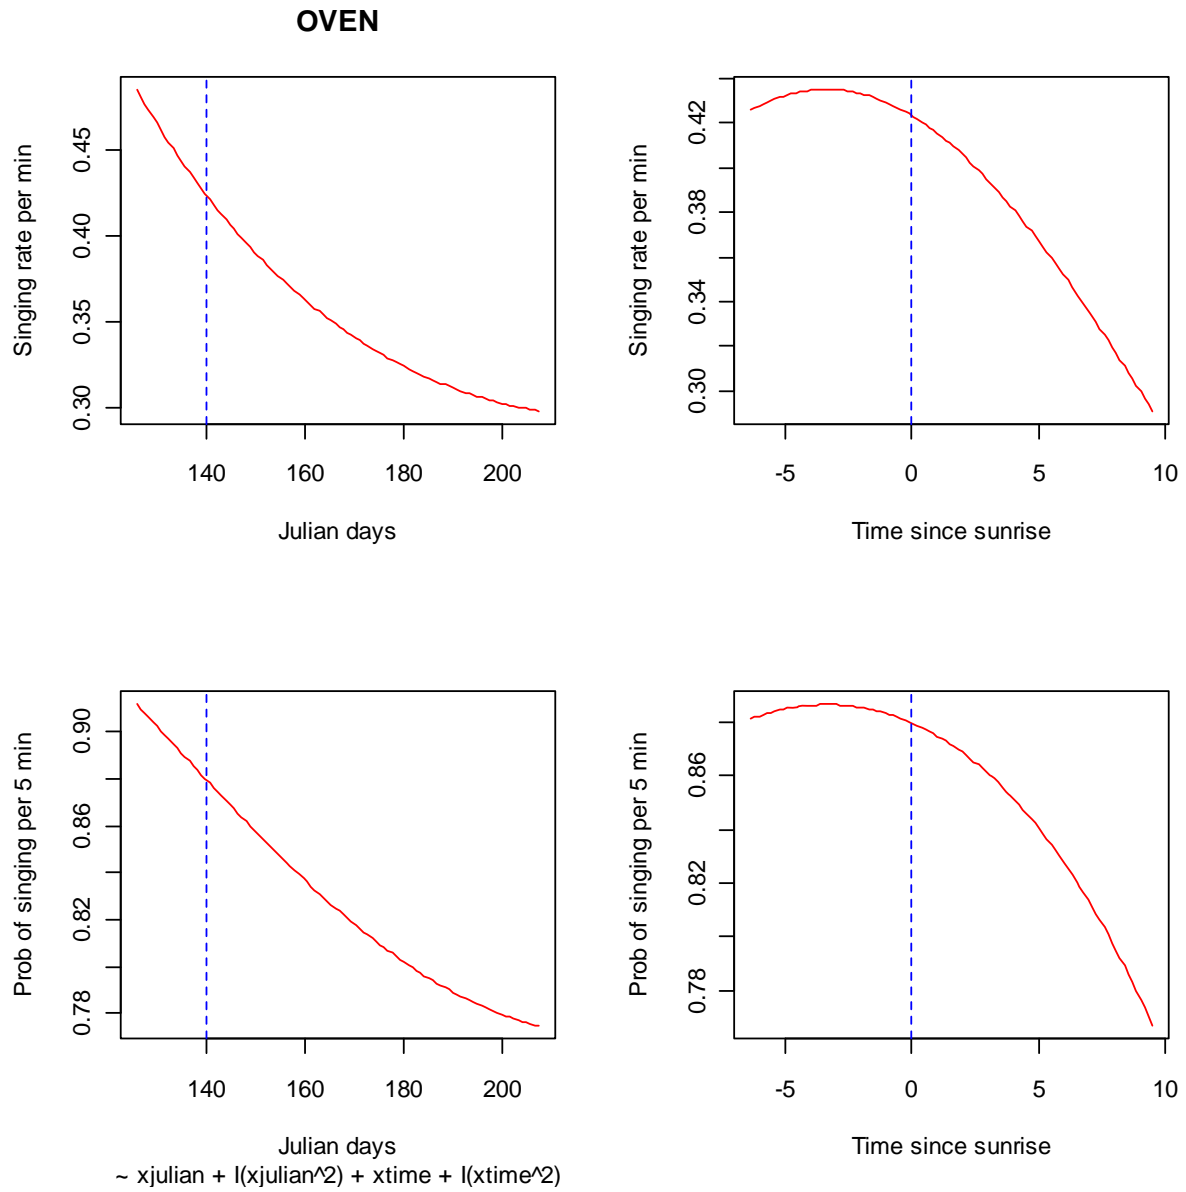 OVEN
Singing rate per min
0.30 0.35 0.40 0.45
140 160 180 200
Julian days
Singing rate per min
0.30 0.34 0.38 0.42
-5 0 5 10
Time since sunrise
Prob of singing per 5 min
0.78 0.82 0.86 0.90
140 160 180 200
Julian days
~ xjulian + I(xjulian^2) + xtime + I(xtime^2)
Prob of singing per 5 min
0.78 0.82 0.86
-5 0 5 10
Time since sunrise